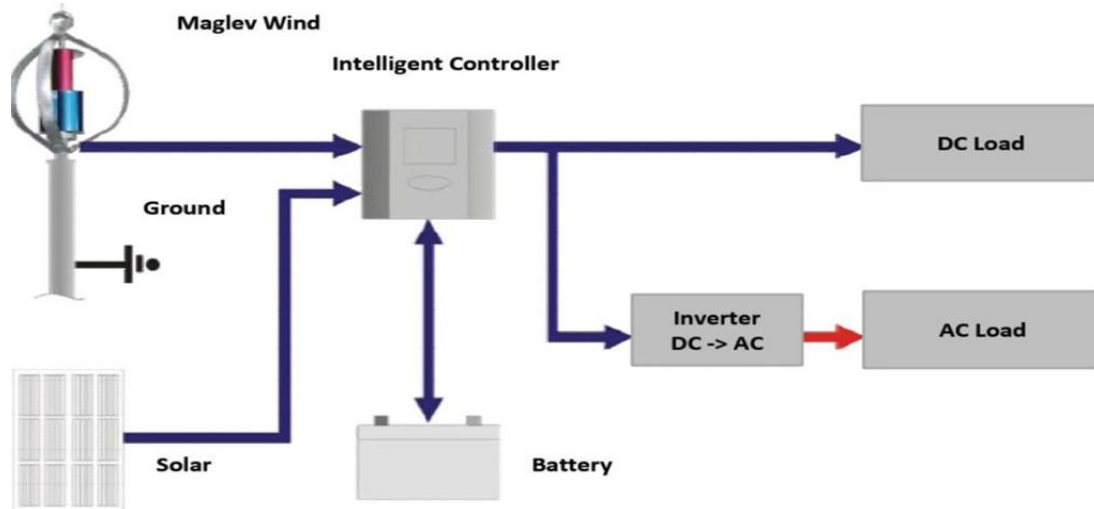 Maglev Wind
Intelligent Controller
DC Load
Ground
Inverter
DC -> AC
AC Load
Solar
Battery